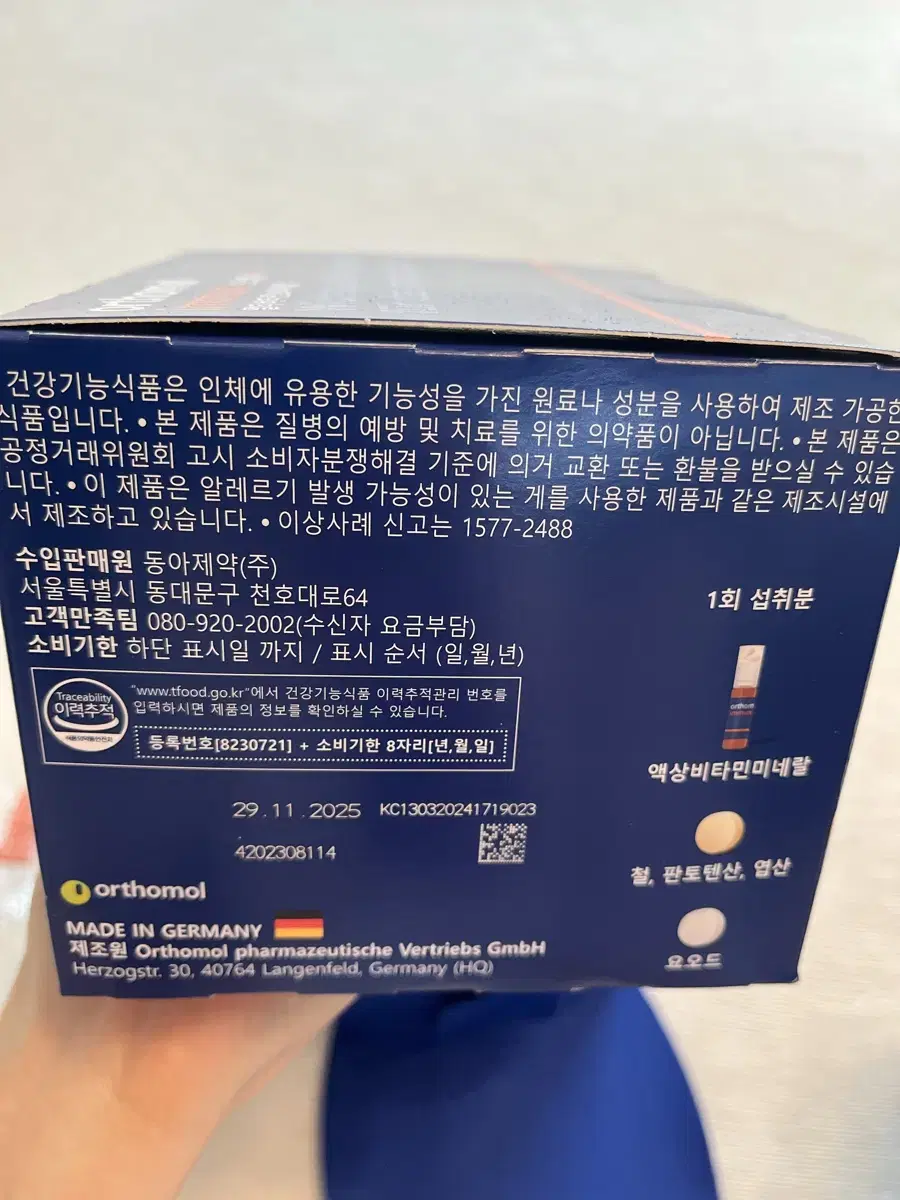 orthomol
건강기능식품은 인체에 유용한 기능성을 가진 원료나 성분을 사용하여 제조 가공한
식품입니다. • 본 제품은 질병의 예방 및 치료를 위한 의약품이 아닙니다. • 본 제품은
공정거래위원회 고시 소비자분쟁해결 기준에 의거 교환 또는 환불을 받으실 수 있습
니다. • 이 제품은 알레르기 발생 가능성이 있는 게를 사용한 제품과 같은 제조시설에
서 제조하고 있습니다. • 이상사례 신고는 1577-2488
수입판매원 동아제약(주)
서울특별시 동대문구 천호대로64
고객만족팀 080-920-2002(수신자 요금부담)
소비기한 하단 표시일 까지 / 표시 순서 (일,월,년)
Traceability
이력추적
식품의약품안전처
"www.tfood.go.kr"에서 건강기능식품 이력추적관리 번호를
입력하시면 제품의 정보를 확인하실 수 있습니다.
등록번호[8230721] + 소비기한 8자리[년,월,일]
29.11.2025 KC130320241719023
4202308114
orthomol
MADE IN GERMANY
제조원 Orthomol pharmazeutische Vertriebs GmbH
Herzogstr. 30, 40764 Langenfeld, Germany (HQ)
1회 섭취분
orthom
액상비타민미네랄
철, 판토텐산, 엽산
요오드